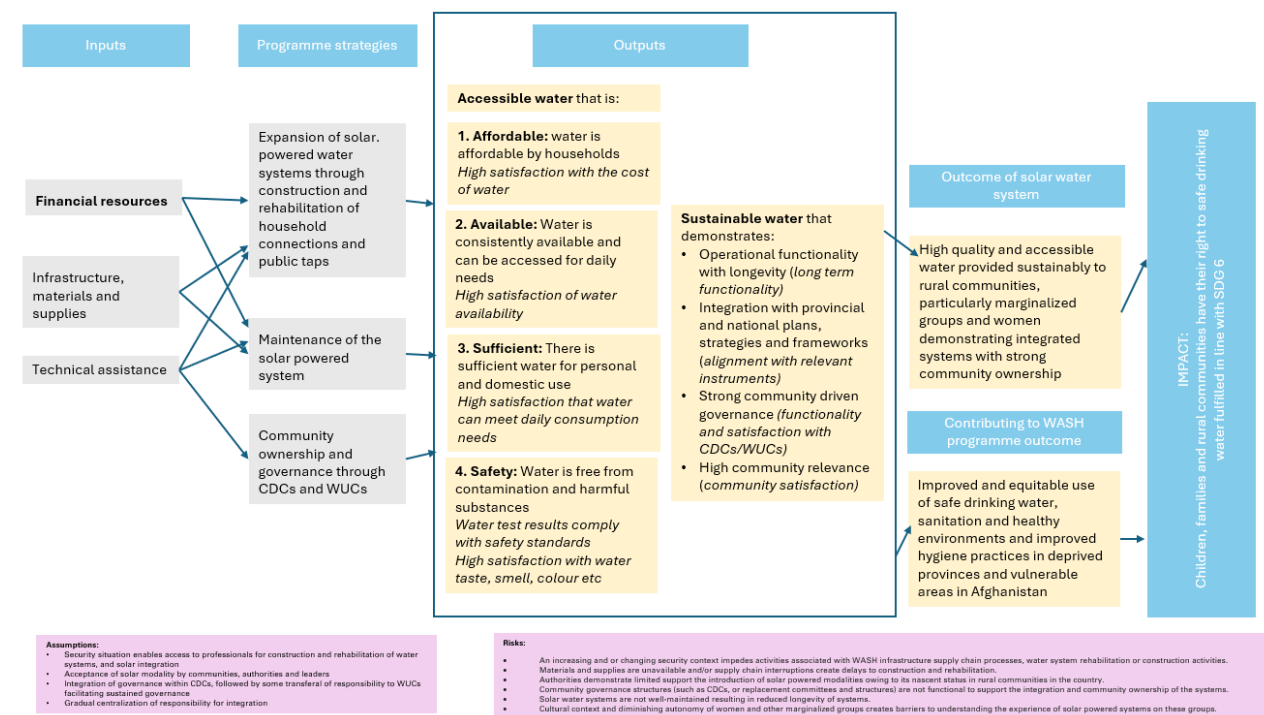 Inputs
Programme strategies
Outputs
Financial resources
Infrastructure,
materials and
supplies
Technical assistance
Expansion of solar.
powered water
systems through
construction and
rehabilitation of
household
connections and
public taps
Maintenance of the
solar powered
system
Community
ownership and
governance through
CDCs and WUCs
Accessible water that is:
1. Affordable: water is
affordable by households
High satisfaction with the cost
of water
2. Available: Water is
consistently available and
can be accessed for daily
needs
High satisfaction of water
availability
3. Sufficient: There is
sufficient water for personal
and domestic use
High satisfaction that water
can meet daily consumption
needs
4. Safety: Water is free from
contamination and harmful
substances
Water test results comply
with safety standards
High satisfaction with water
taste, smell, colour etc
Sustainable water that
demonstrates:
• Operational functionality
with longevity (long term
functionality)
• Integration with provincial
and national plans,
strategies and frameworks
(alignment with relevant
instruments)
• Strong community driven
governance (functionality
and satisfaction with
CDCs/WUCs)
• High community relevance
(community satisfaction)
Outcome of solar water
system
High quality and accessible
water provided sustainably to
rural communities,
particularly marginalized
groups and women
demonstrating integrated
systems with strong
community ownership
Contributing to WASH
programme outcome
Improved and equitable use
of safe drinking water,
sanitation and healthy
environments and improved
hygiene practices in deprived
provinces and vulnerable
areas in Afghanistan
IMPACT:
Children, families and rural communities have their right to safe drinking
water fulfilled in line with SDG 6
Assumptions:
• Security situation enables access to professionals for construction and rehabilitation of water
systems, and solar integration
• Acceptance of solar modality by communities, authorities and leaders
• Integration of governance within CDCs, followed by some transferal of responsibility to WUCs
facilitating sustained governance
• Gradual centralization of responsibility for integration
Risks:
• An increasing and or changing security context impedes activities associated with WASH infrastructure supply chain processes, water system rehabilitation or construction activities.
• Materials and supplies are unavailable and/or supply chain interruptions create delays to construction and rehabilitation.
• Authorities demonstrate limited support the introduction of solar powered modalities owing to its nascent status in rural communities in the country.
• Community governance structures (such as CDCs, or replacement committees and structures) are not functional to support the integration and community ownership of the systems.
• Solar water systems are not well-maintained resulting in reduced longevity of systems.
• Cultural context and diminishing autonomy of women and other marginalized groups creates barriers to understanding the experience of solar powered systems on these groups.